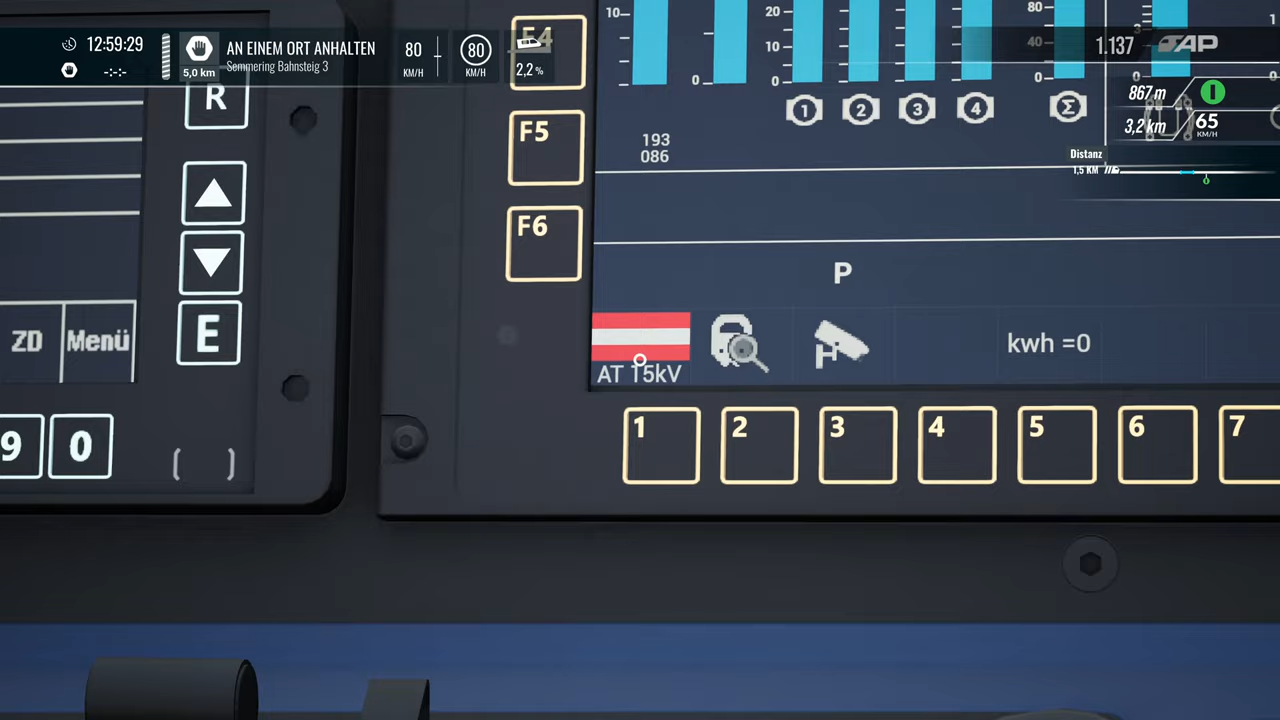 12:59:29
--:--:--
5,0 km
AN EINEM ORT ANHALTEN
Semmering Bahnsteig 3
80
KM/H
80
KM/H
2,2 %
F4
F5
F6
R
E
ZD
Menü
9
0
10
0
20
10
0
80
40
0
0
1
2
3
4
Σ
193
086
1.137
AP
867 m
3,2 km
65
KM/H
Distanz
1,5 KM
P
AT 15kV
kwh =0
1
2
3
4
5
6
7